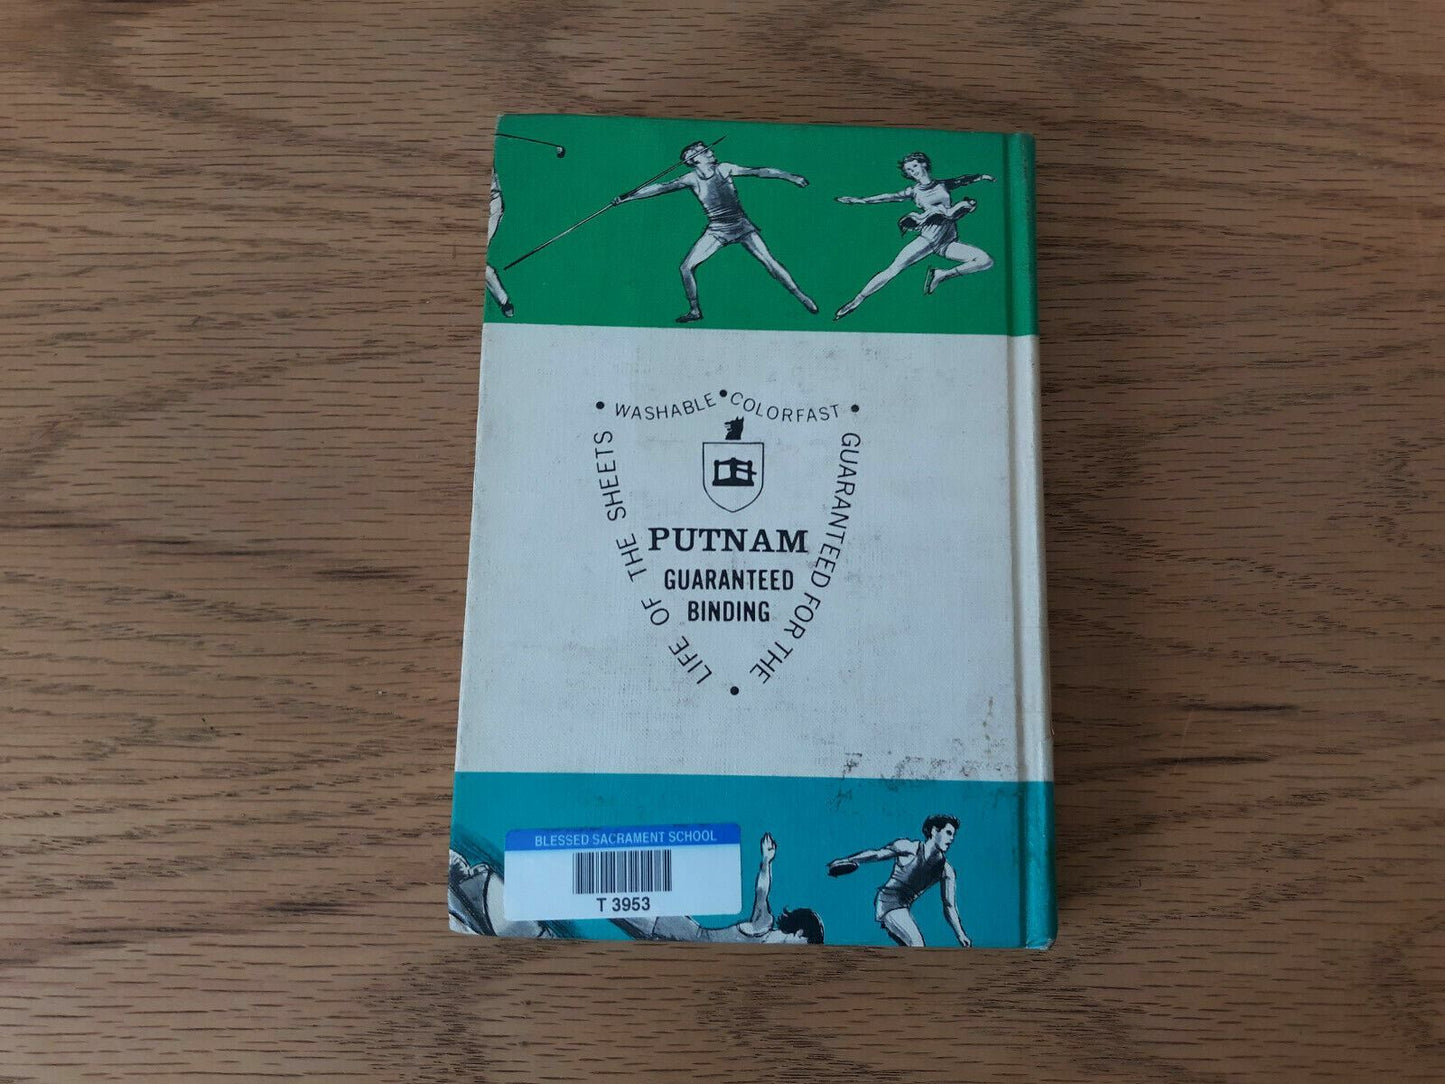 • WASHABLE • COLORFAST •
GUARANTEED FOR THE
LIFE OF THE SHEETS
PUTNAM
GUARANTEED
BINDING
BLESSED SACRAMENT SCHOOL
T 3953